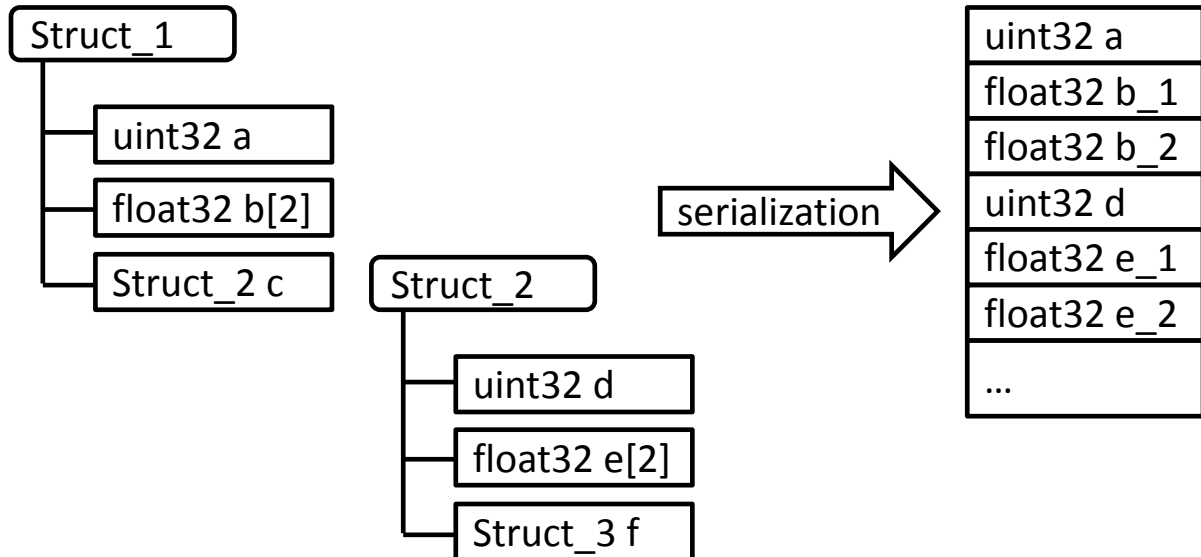 Struct_1
uint32 a
float32 b[2]
Struct_2 c
Struct_2
uint32 d
float32 e[2]
Struct_3 f
serialization
uint32 a
float32 b_1
float32 b_2
uint32 d
float32 e_1
float32 e_2
...